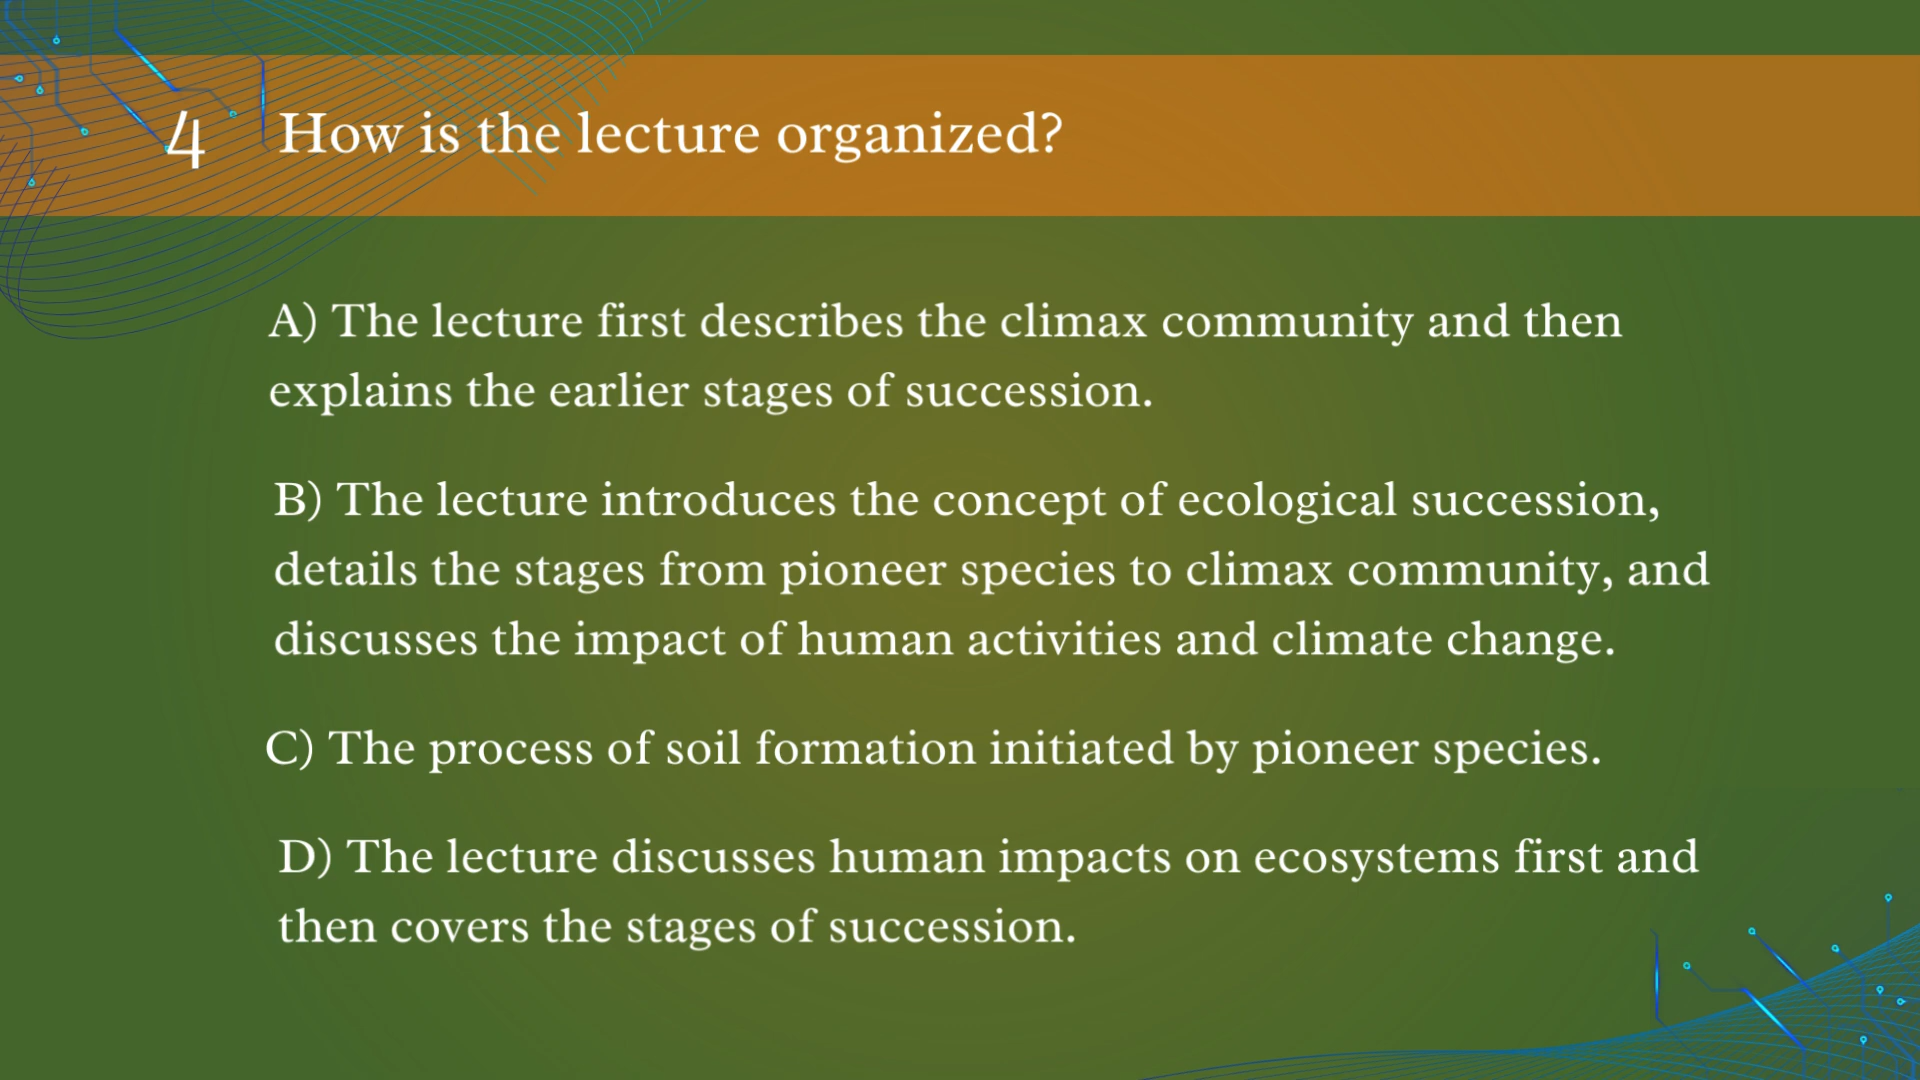 4 How is the lecture organized?
A) The lecture first describes the climax community and then
explains the earlier stages of succession.
B) The lecture introduces the concept of ecological succession,
details the stages from pioneer species to climax community, and
discusses the impact of human activities and climate change.
C) The process of soil formation initiated by pioneer species.
D) The lecture discusses human impacts on ecosystems first and
then covers the stages of succession.